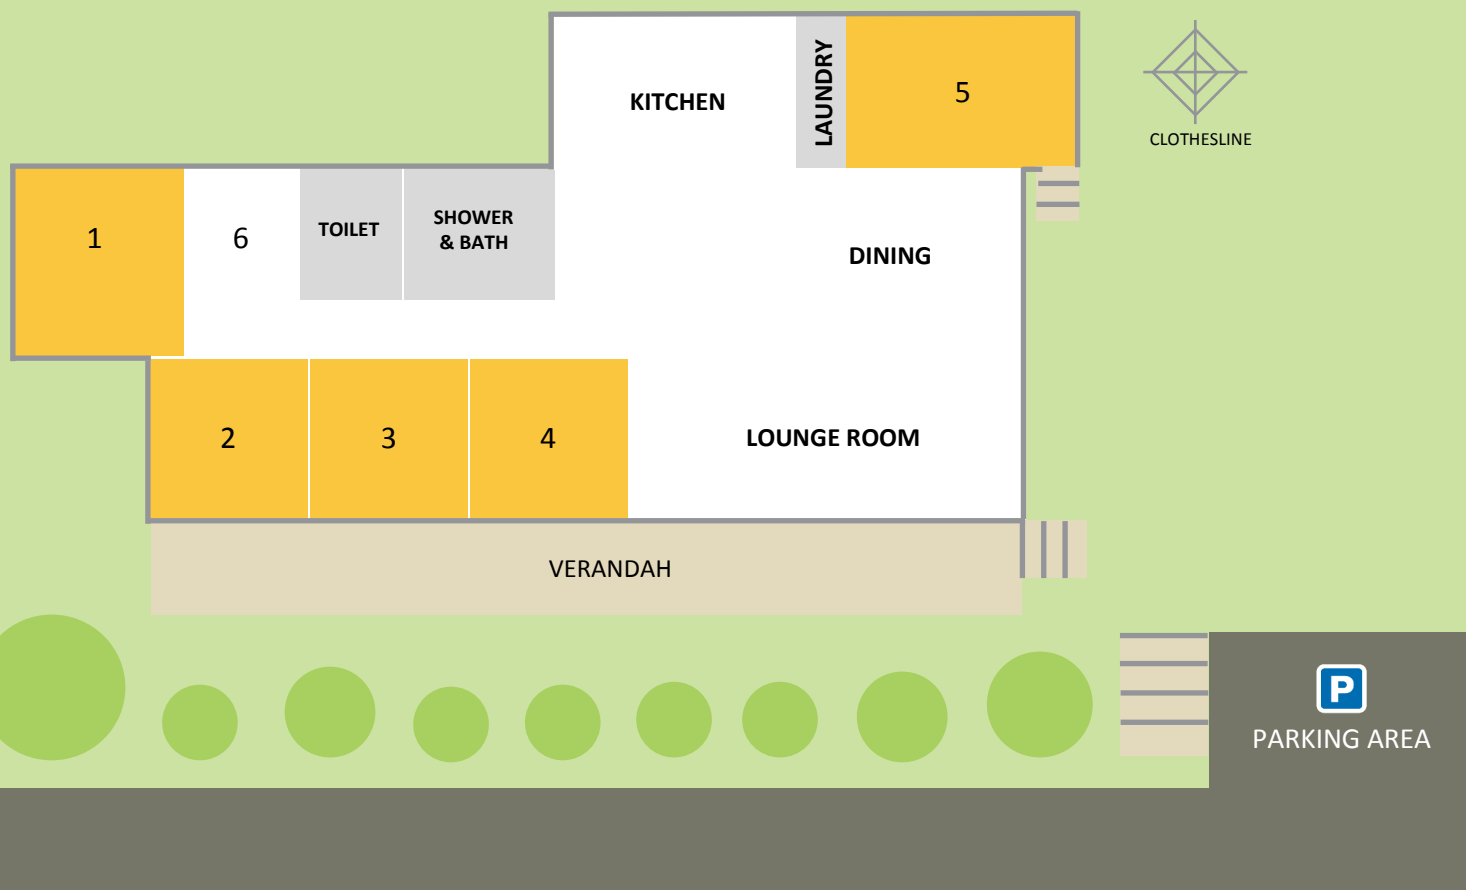 KITCHEN
LAUNDRY
5
CLOTHESLINE
1
6
TOILET
SHOWER
& BATH
DINING
2
3
4
LOUNGE ROOM
VERANDAH
P
PARKING AREA